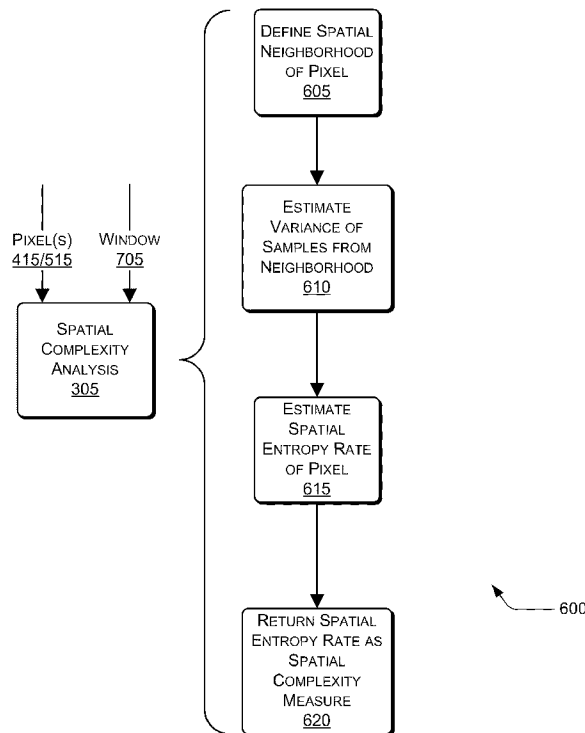 DEFINE SPATIAL
NEIGHBORHOOD
OF PIXEL
605
ESTIMATE
VARIANCE OF
SAMPLES FROM
NEIGHBORHOOD
610
PIXEL(S)
415/515
WINDOW
705
SPATIAL
COMPLEXITY
ANALYSIS
305
ESTIMATE
SPATIAL
ENTROPY RATE
OF PIXEL
615
600
RETURN SPATIAL
ENTROPY RATE AS
SPATIAL
COMPLEXITY
MEASURE
620